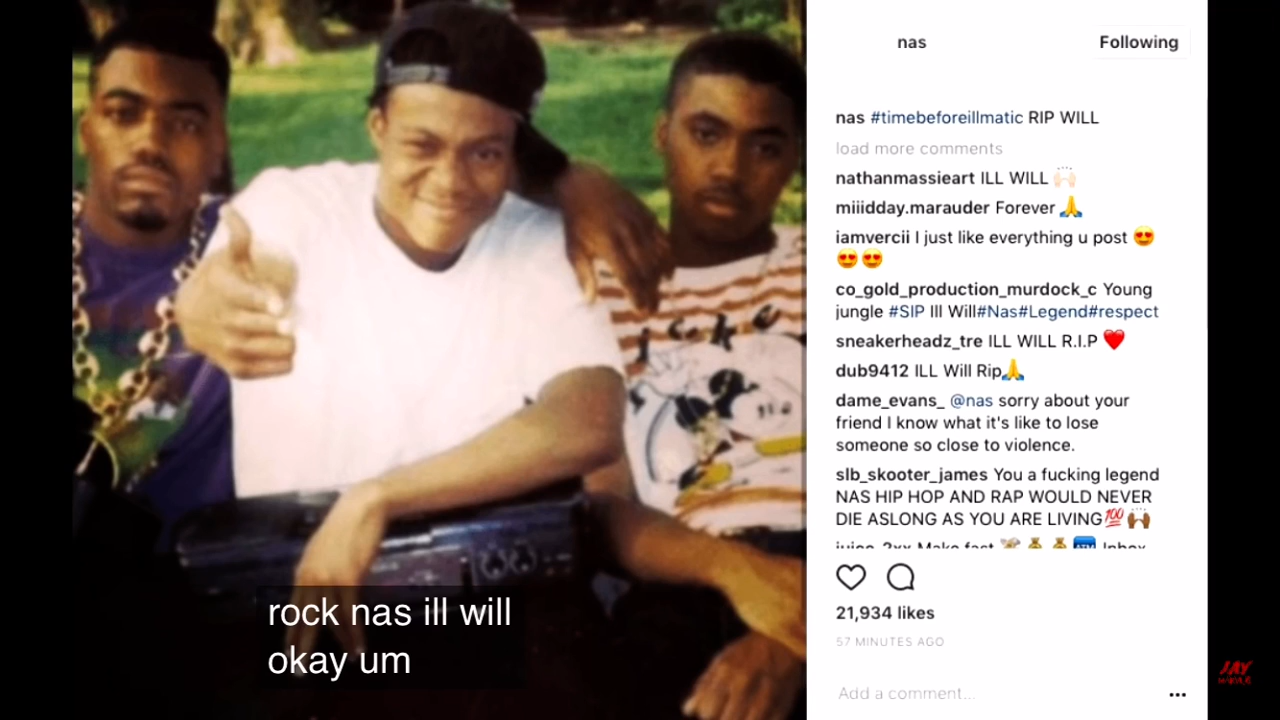 nas
Following
nas #timebeforeillmatic RIP WILL
load more comments
nathanmassieart ILL WILL 🙌🏻
miiidday.marauder Forever 🙏
iamvercii I just like everything u post 😍
😍😍
co_gold_production_murdock_c Young
jungle #SIP Ill Will#Nas#Legend#respect
sneakerheadz_tre ILL WILL R.I.P ❤️
dub9412 ILL Will Rip🙏
dame_evans_ @nas sorry about your
friend I know what it's like to lose
someone so close to violence.
slb_skooter_james You a fucking legend
NAS HIP HOP AND RAP WOULD NEVER
DIE ASLONG AS YOU ARE LIVING💯🙌🏾
21,934 likes
57 MINUTES AGO
Add a comment...
rock nas ill will
okay um
JAY